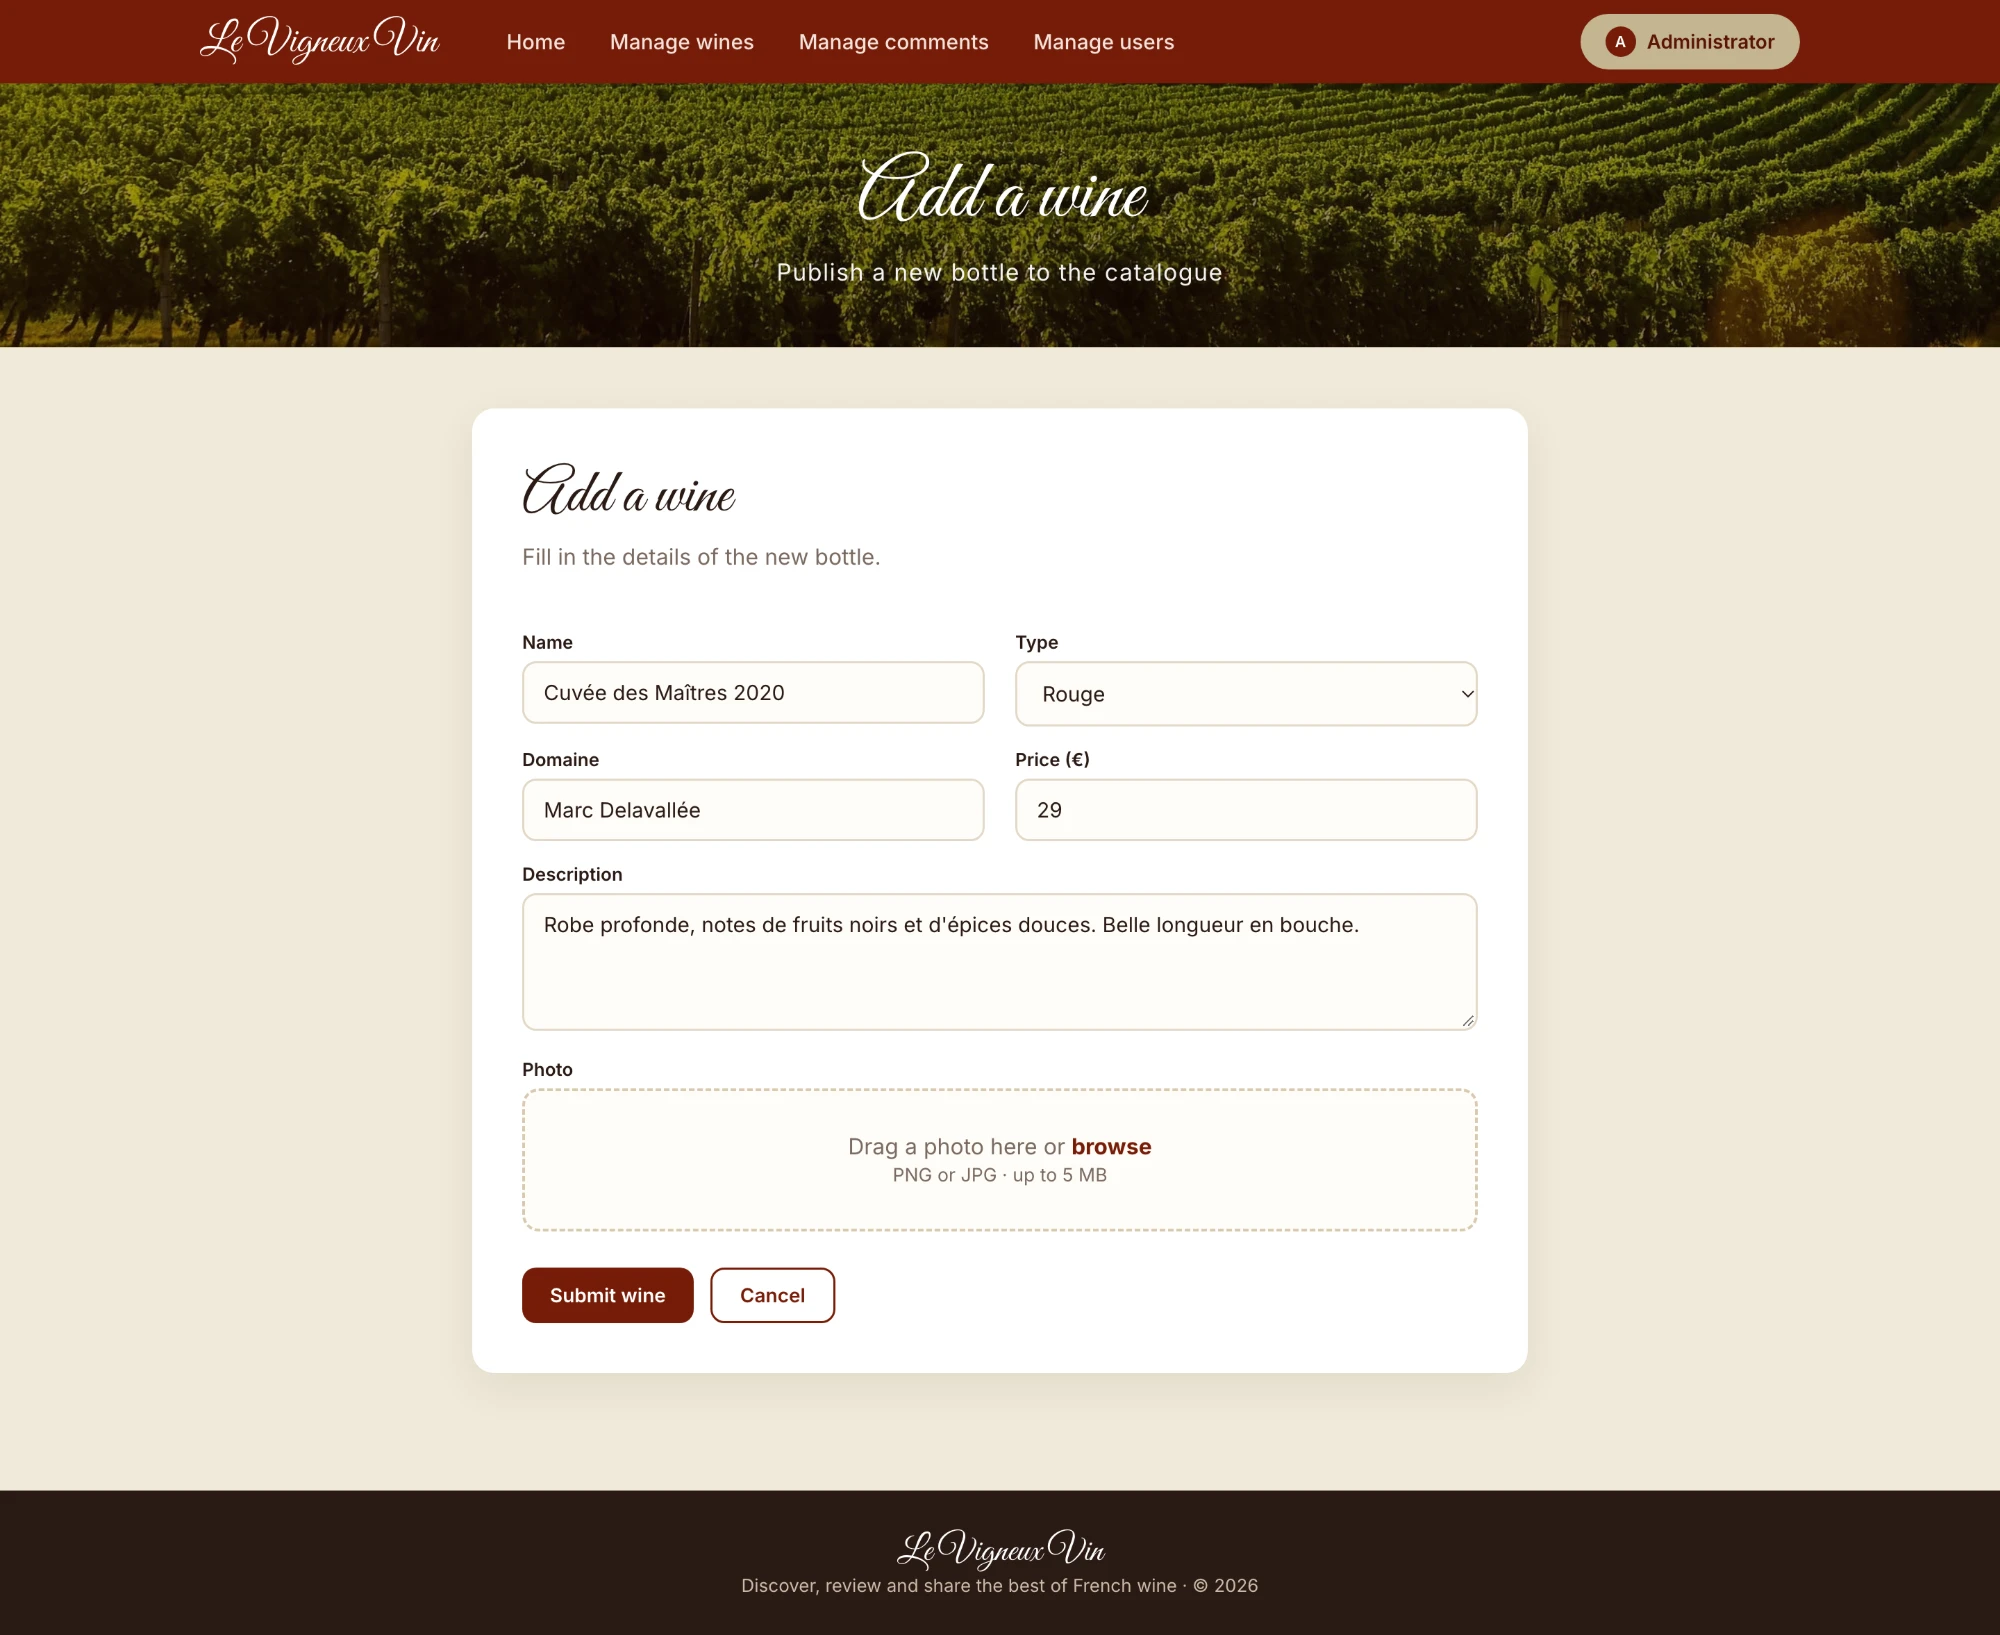 Le Vigneux Vin
Home
Manage wines
Manage comments
Manage users
A
Administrator
Add a wine
Publish a new bottle to the catalogue
Add a wine
Fill in the details of the new bottle.
Name
Type
Cuvée des Maîtres 2020
Rouge
Domaine
Price (€)
Marc Delavallée
29
Description
Robe profonde, notes de fruits noirs et d'épices douces. Belle longueur en bouche.
Photo
Drag a photo here or browse
PNG or JPG · up to 5 MB
Submit wine
Cancel
Le Vigneux Vin
Discover, review and share the best of French wine · © 2026